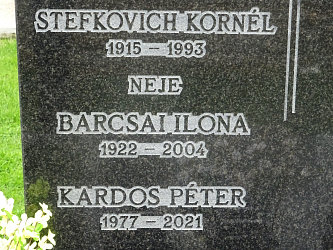 STEFKOVICH KORNÉL
1915 – 1993
NEJE
BARCSAI ILONA
1922 – 2004
KARDOS PÉTER
1977 – 2021